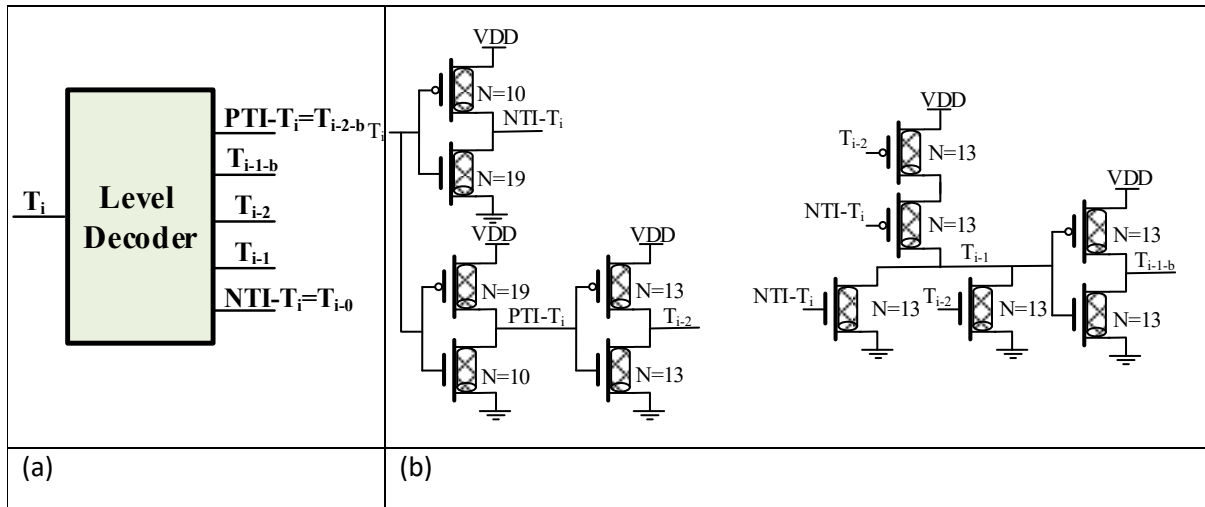 PTI-Tᵢ=Tᵢ₋₂₋b
Tᵢ₋₁₋b
Tᵢ
Level
Decoder
Tᵢ₋₂
Tᵢ₋₁
NTI-Tᵢ=Tᵢ₋₀
(a)
VDD
N=10
Tᵢ
NTI-Tᵢ
N=19
VDD
N=19
PTI-Tᵢ
N=10
VDD
N=13
Tᵢ₋₂
N=13
VDD
Tᵢ₋₂
N=13
NTI-Tᵢ
N=13
Tᵢ₋₁
NTI-Tᵢ
N=13
Tᵢ₋₂
N=13
VDD
N=13
Tᵢ₋₁₋b
N=13
(b)